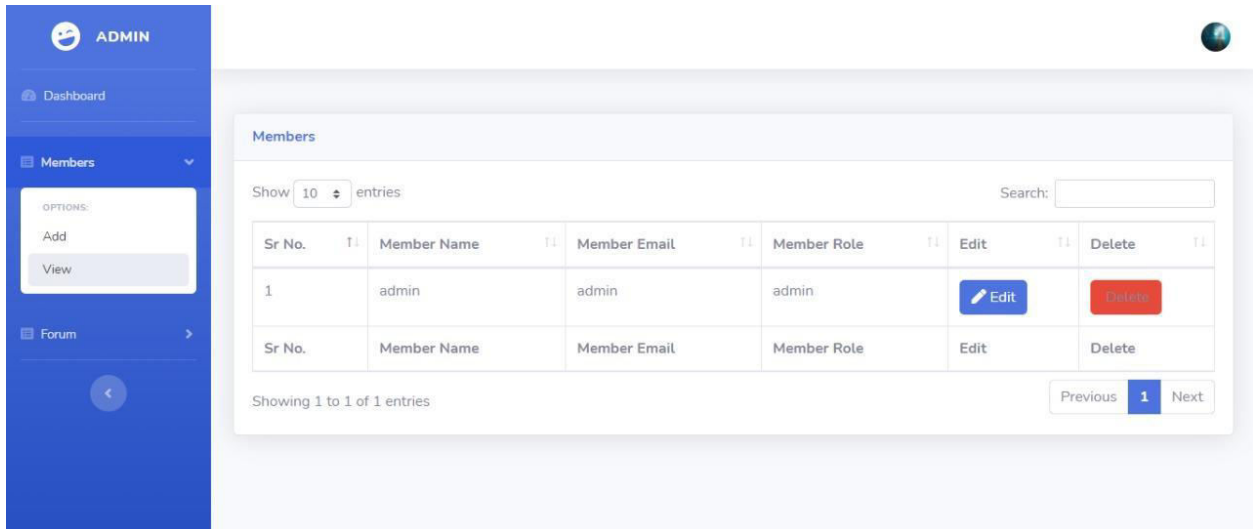 ADMIN
Dashboard
Members
OPTIONS:
Add
View
Forum
Members
Show 10 entries
Search:
Sr No. Member Name Member Email Member Role Edit Delete
1 admin admin admin Edit Delete
Sr No. Member Name Member Email Member Role Edit Delete
Showing 1 to 1 of 1 entries
Previous 1 Next